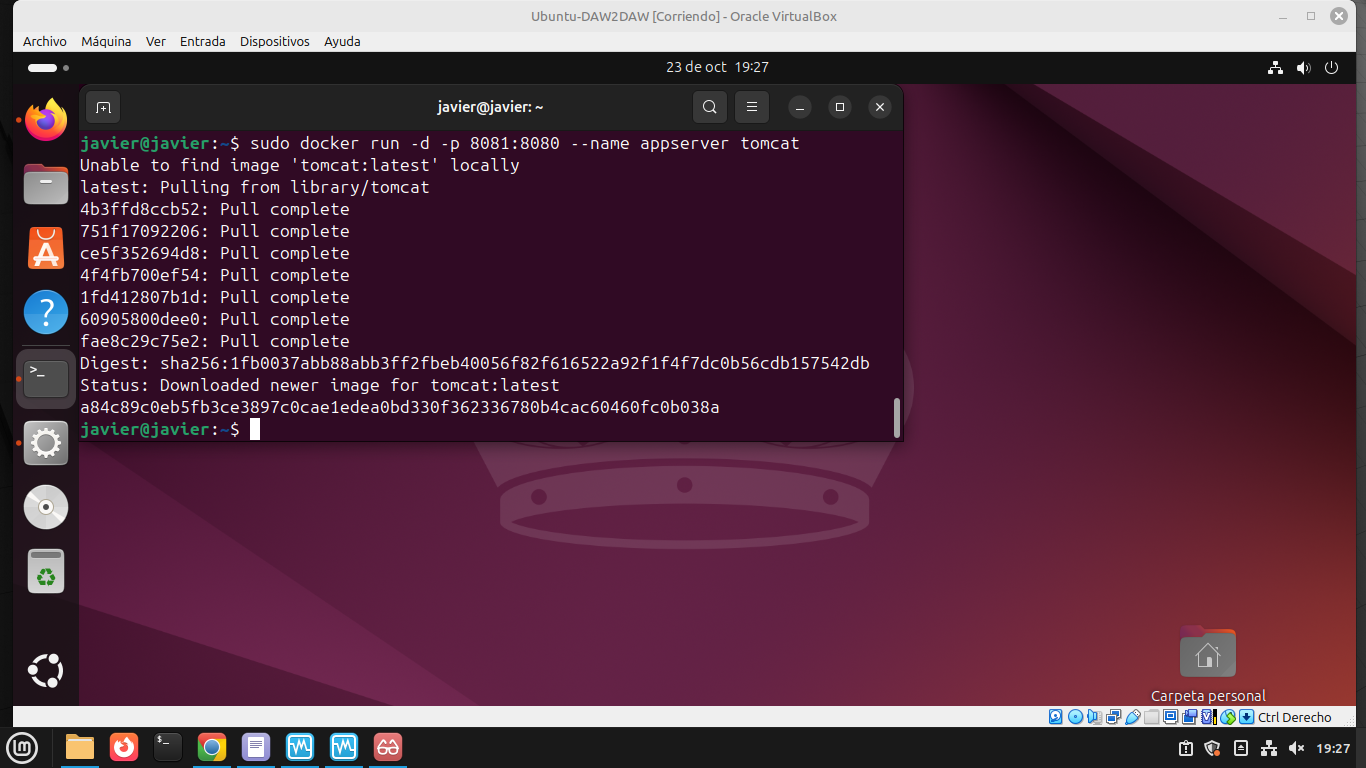 Ubuntu-DAW2DAW [Corriendo] - Oracle VirtualBox
Archivo Máquina Ver Entrada Dispositivos Ayuda
23 de oct 19:27
javier@javier: ~
javier@javier:~$ sudo docker run -d -p 8081:8080 --name appserver tomcat
Unable to find image 'tomcat:latest' locally
latest: Pulling from library/tomcat
4b3ffd8ccb52: Pull complete
751f17092206: Pull complete
ce5f352694d8: Pull complete
4f4fb700ef54: Pull complete
1fd412807b1d: Pull complete
60905800dee0: Pull complete
fae8c29c75e2: Pull complete
Digest: sha256:1fb0037abb88abb3ff2fbeb40056f82f616522a92f1f4f7dc0b56cdb157542db
Status: Downloaded newer image for tomcat:latest
a84c89c0eb5fb3ce3897c0cae1edea0bd330f362336780b4cac60460fc0b038a
javier@javier:~$
Carpeta personal
Ctrl Derecho
19:27